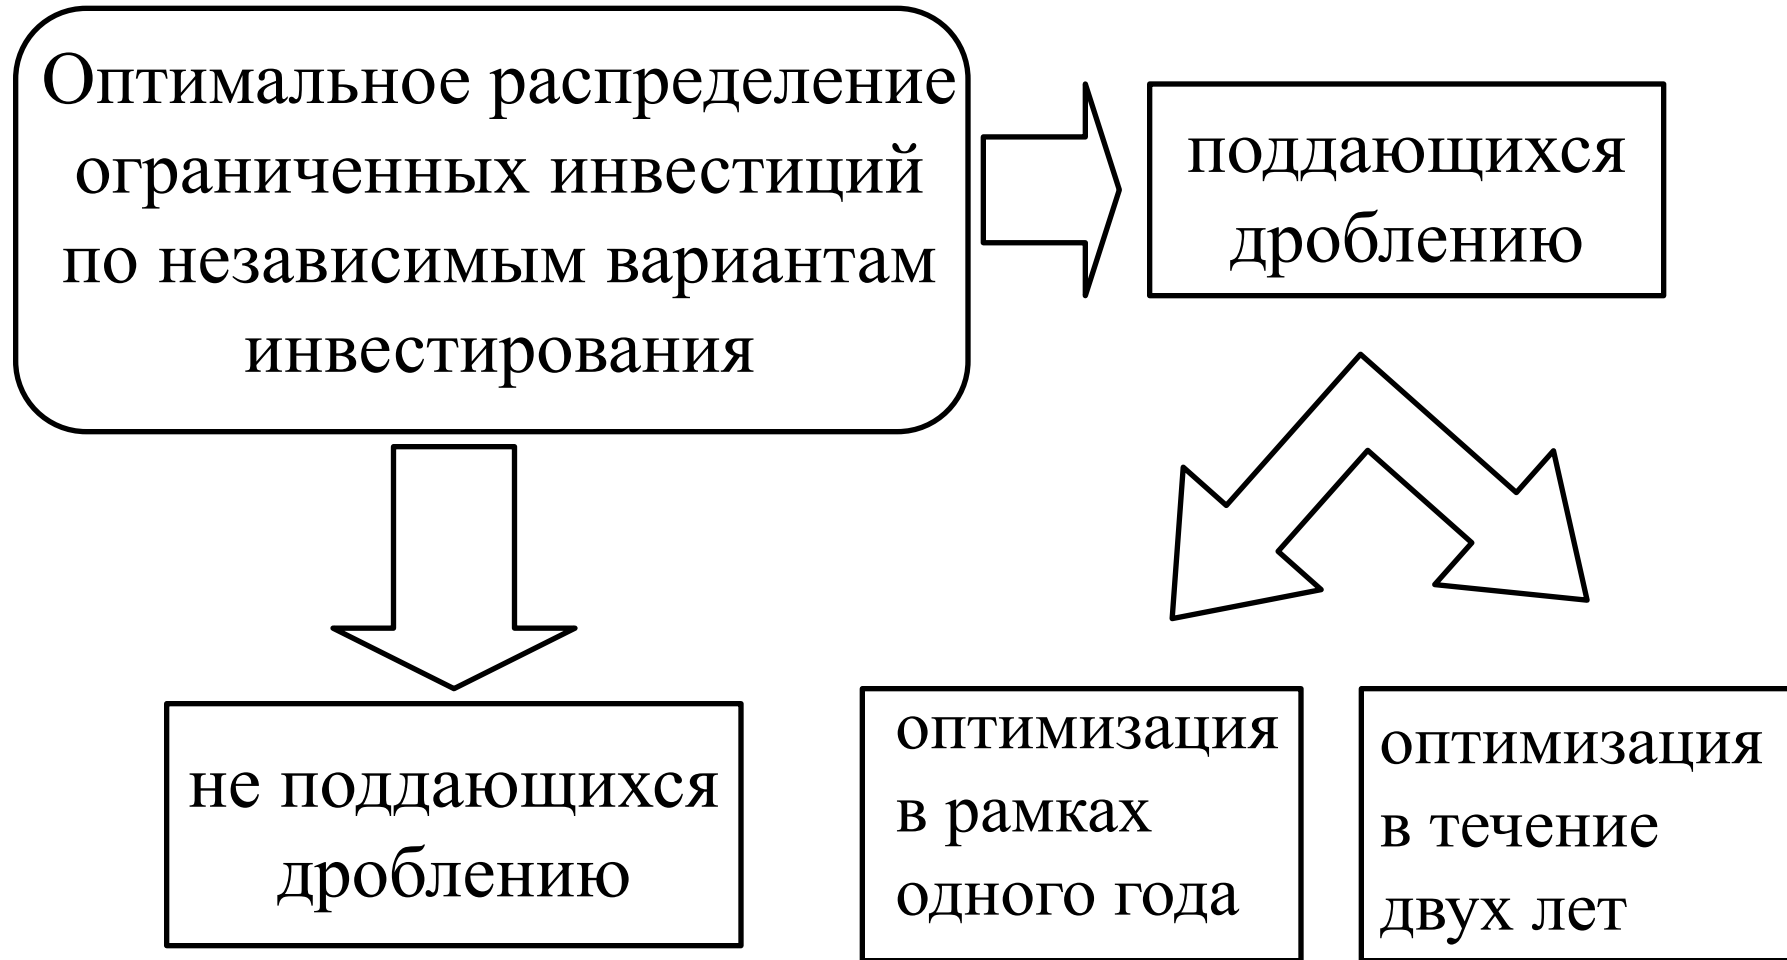 Оптимальное распределение
ограниченных инвестиций
по независимым вариантам
инвестирования
поддающихся
дроблению
не поддающихся
дроблению
оптимизация
в рамках
одного года
оптимизация
в течение
двух лет